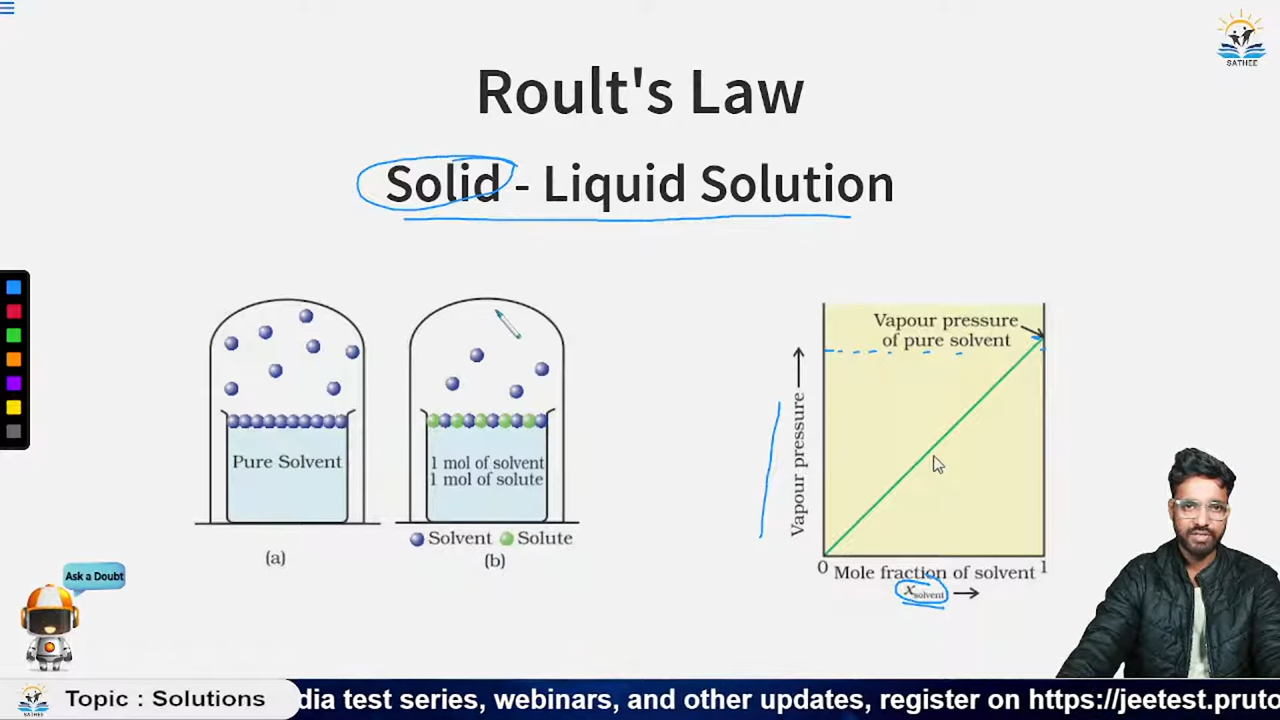 SATHEE
Roult's Law
Solid - Liquid Solution
Pure Solvent
(a)
1 mol of solvent
1 mol of solute
Solvent Solute
(b)
Vapour pressure
of pure solvent
Vapour pressure
0 Mole fraction of solvent 1
x solvent
Ask a Doubt
SATHEE
Topic : Solutions
dia test series, webinars, and other updates, register on https://jeetest.pruto